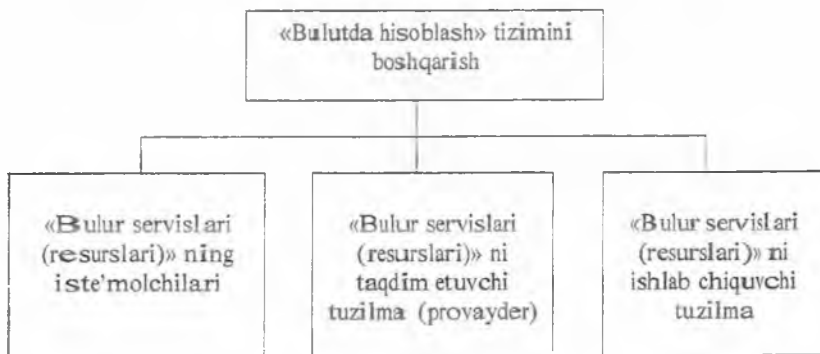 «Bulutda hisoblash» tizimini
boshqarish
«Bulur servislari
(resurslari)» ning
iste'molchilari
«Bulur servislari
(resurslari)» ni
taqdim etuvchi
tuzilma (provayder)
«Bulur servislari
(resurslari)» ni
ishlab chiquvchi
tuzilma